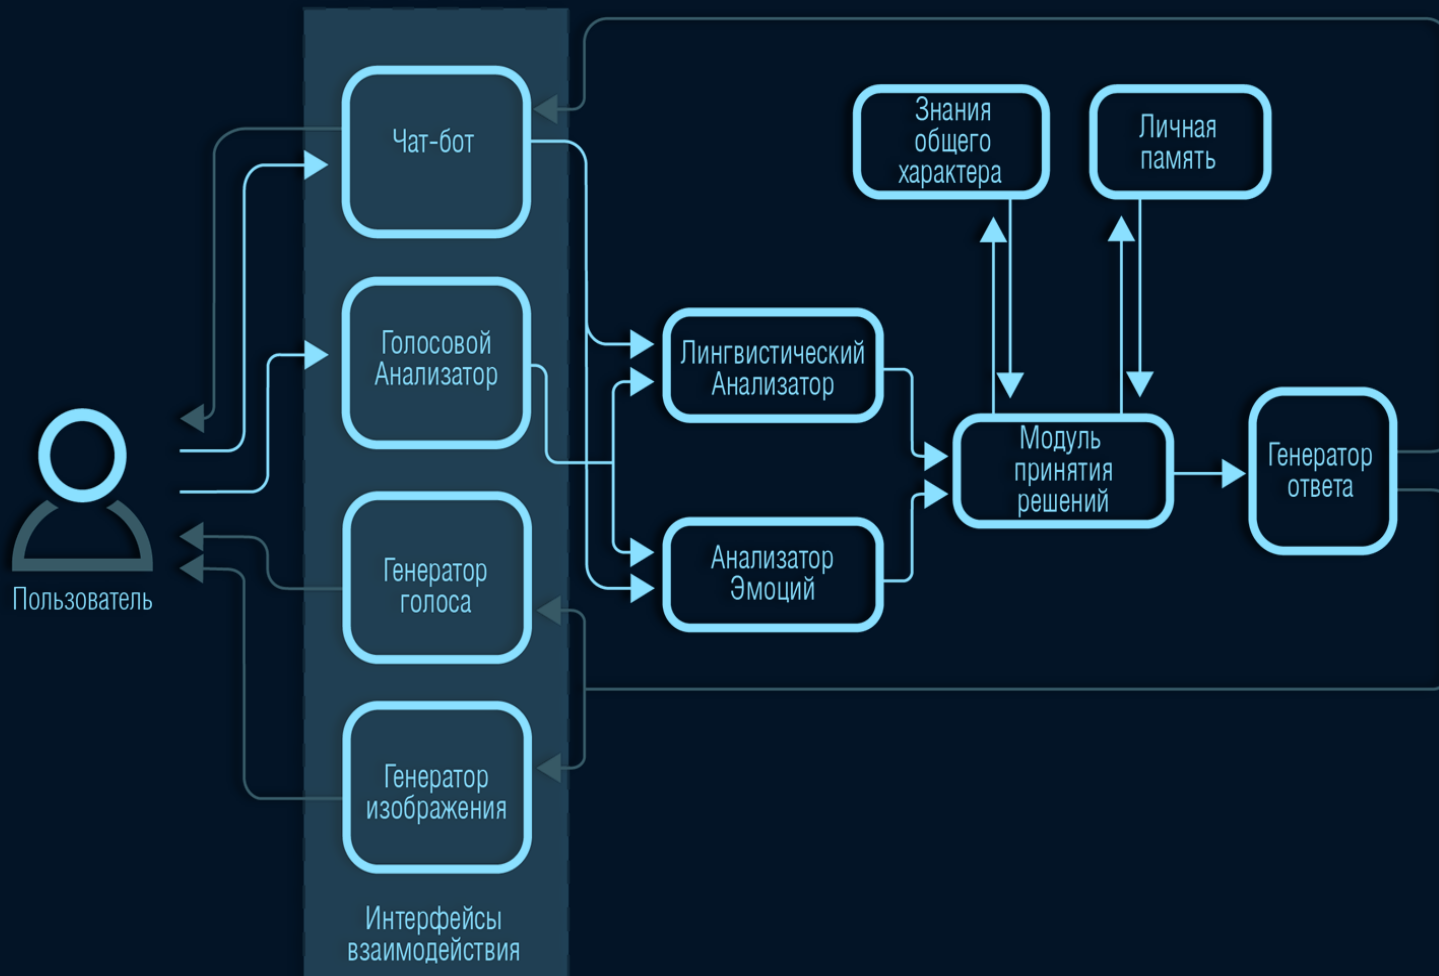 Чат-бот
Знания
общего
характера
Личная
память
Голосовой
Анализатор
Лингвистический
Анализатор
Модуль
принятия
решений
Генератор
ответа
Пользователь
Генератор
голоса
Анализатор
Эмоций
Генератор
изображения
Интерфейсы
взаимодействия